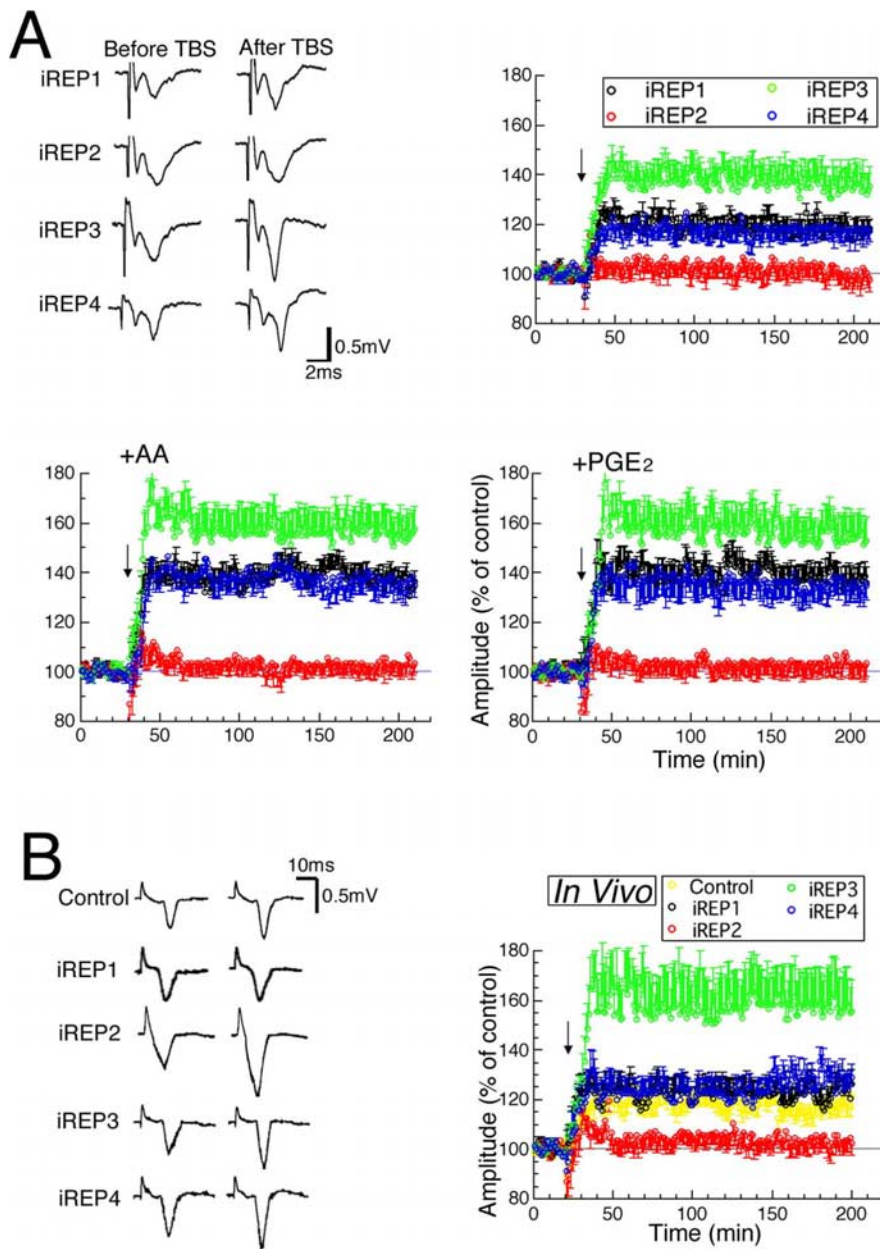 A
Before TBS After TBS
iREP1
iREP2
iREP3
iREP4
0.5mV
2ms
iREP1 iREP3
iREP2 iREP4
180
160
140
120
100
80
0 50 100 150 200
+AA
180
160
140
120
100
80
0 50 100 150 200
+PGE2
Amplitude (% of control)
180
160
140
120
100
80
0 50 100 150 200
Time (min)
B
10ms
0.5mV
Control
iREP1
iREP2
iREP3
iREP4
In Vivo
Control iREP3
iREP1 iREP4
iREP2
Amplitude (% of control)
180
160
140
130
120
100
80
0 50 100 150 200
Time (min)